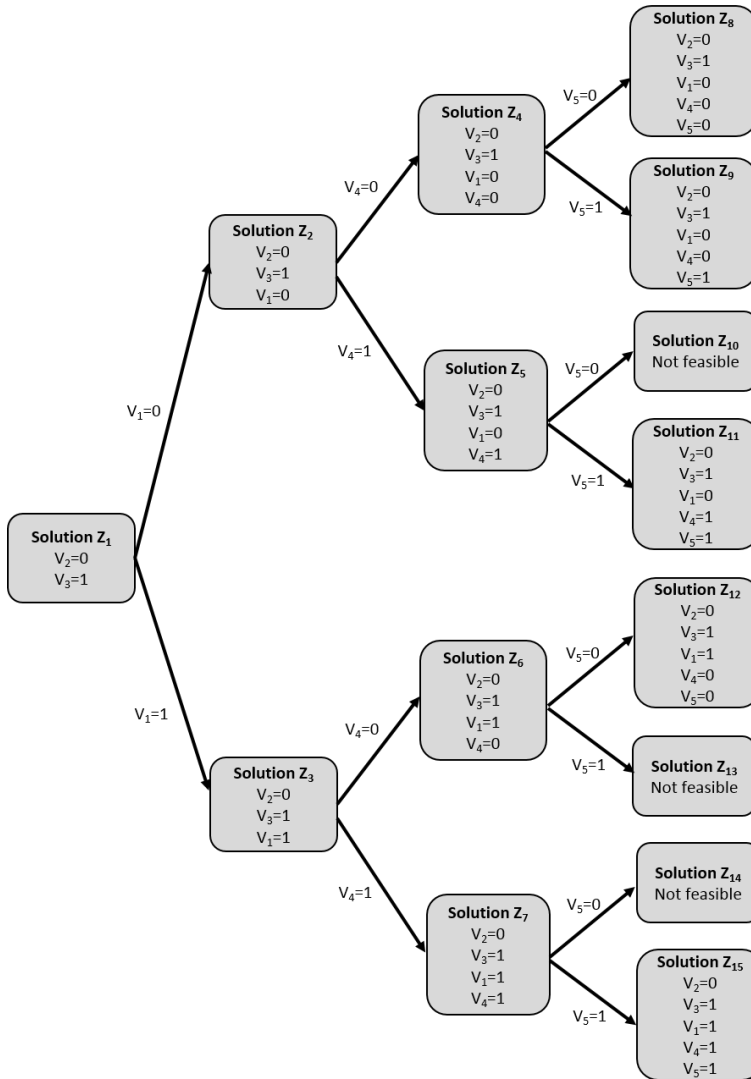 Solution Z₁
V₂=0
V₃=1
V₁=0
V₁=1
Solution Z₂
V₂=0
V₃=1
V₁=0
V₄=0
V₄=1
Solution Z₃
V₂=0
V₃=1
V₁=1
V₄=0
V₄=1
Solution Z₄
V₂=0
V₃=1
V₁=0
V₄=0
V₅=0
V₅=1
Solution Z₅
V₂=0
V₃=1
V₁=0
V₄=1
V₅=0
V₅=1
Solution Z₆
V₂=0
V₃=1
V₁=1
V₄=0
V₅=0
V₅=1
Solution Z₇
V₂=0
V₃=1
V₁=1
V₄=1
V₅=0
V₅=1
Solution Z₈
V₂=0
V₃=1
V₁=0
V₄=0
V₅=0
Solution Z₉
V₂=0
V₃=1
V₁=0
V₄=0
V₅=1
Solution Z₁₀
Not feasible
Solution Z₁₁
V₂=0
V₃=1
V₁=0
V₄=1
V₅=1
Solution Z₁₂
V₂=0
V₃=1
V₁=1
V₄=0
V₅=0
Solution Z₁₃
Not feasible
Solution Z₁₄
Not feasible
Solution Z₁₅
V₂=0
V₃=1
V₁=1
V₄=1
V₅=1